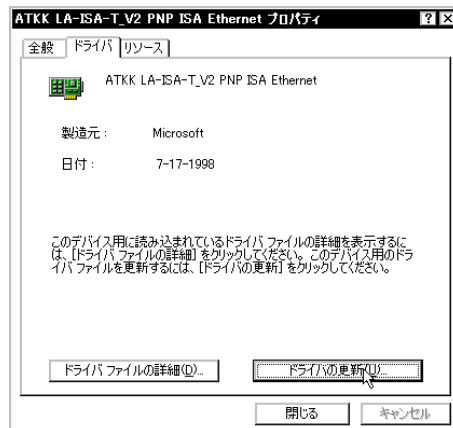 ATKK LA-ISA-T_V2 PNP ISA Ethernet プロパティ
全般 ドライバ リソース
ATKK LA-ISA-T_V2 PNP ISA Ethernet
製造元: Microsoft
日付: 7-17-1998
このデバイス用に読み込まれているドライバ ファイルの詳細を表示するに
は、[ドライバ ファイルの詳細] をクリックしてください。このデバイス用のドラ
イバ ファイルを更新するには、[ドライバの更新] をクリックしてください。
ドライバ ファイルの詳細(D)... ドライバの更新(U)...
閉じる キャンセル